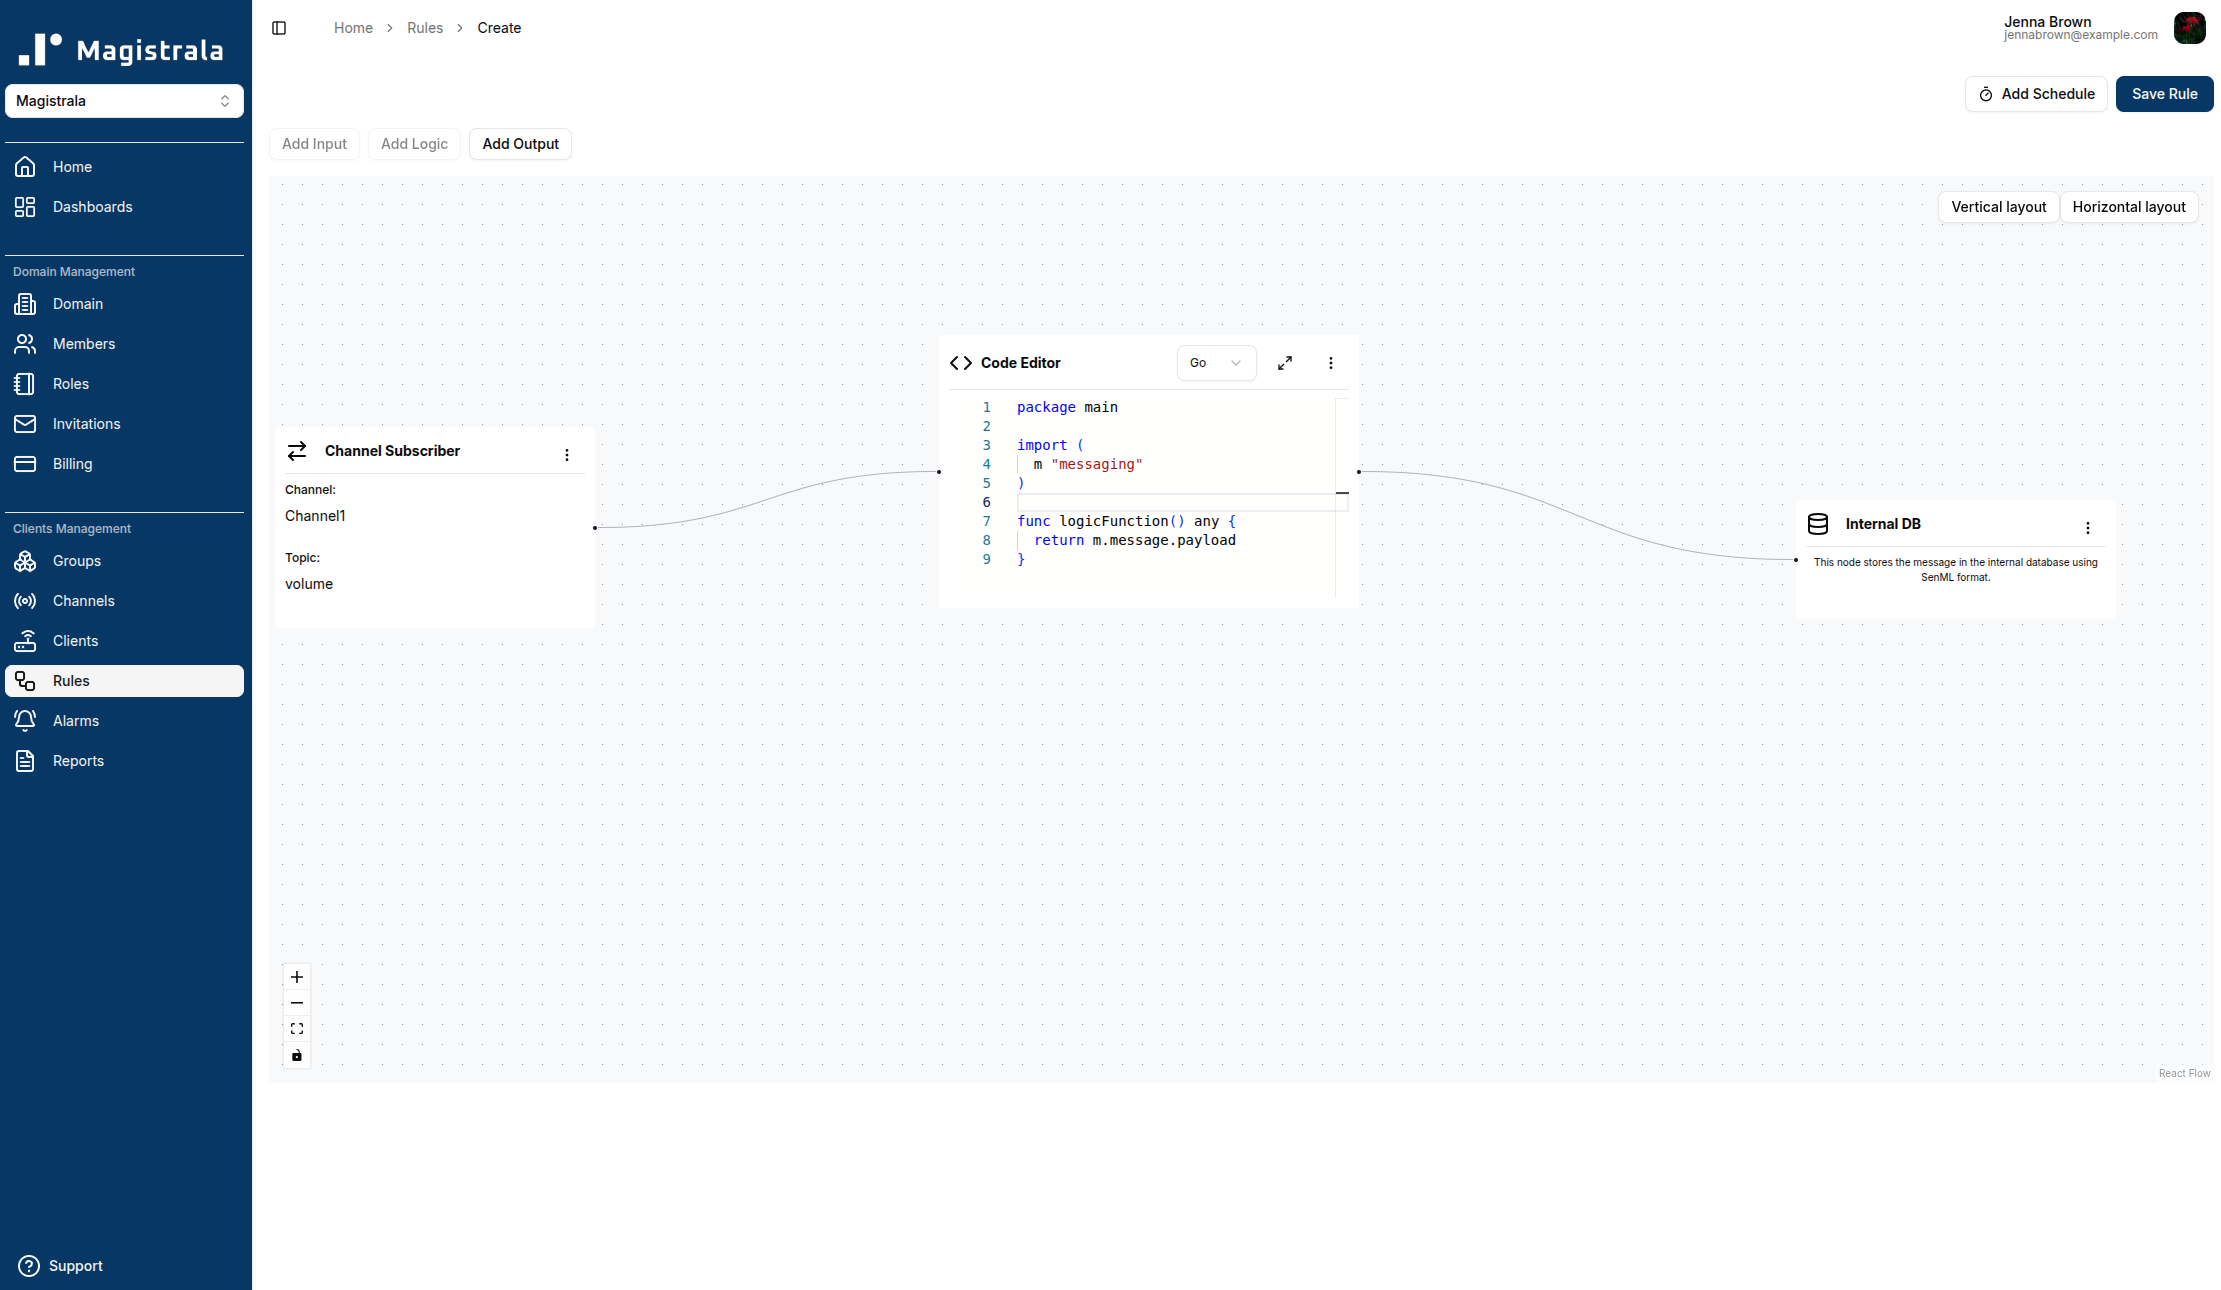 Magistrala
Magistrala
Home
Dashboards
Domain Management
Domain
Members
Roles
Invitations
Billing
Clients Management
Groups
Channels
Clients
Rules
Alarms
Reports
Support
Home > Rules > Create
Jenna Brown
jennabrown@example.com
Add Schedule
Save Rule
Add Input
Add Logic
Add Output
Vertical layout
Horizontal layout
Channel Subscriber
Channel:
Channel1
Topic:
volume
Code Editor
Go
1 package main
2
3 import (
4 m "messaging"
5 )
6
7 func logicFunction() any {
8 return m.message.payload
9 }
Internal DB
This node stores the message in the internal database using
SenML format.
React Flow